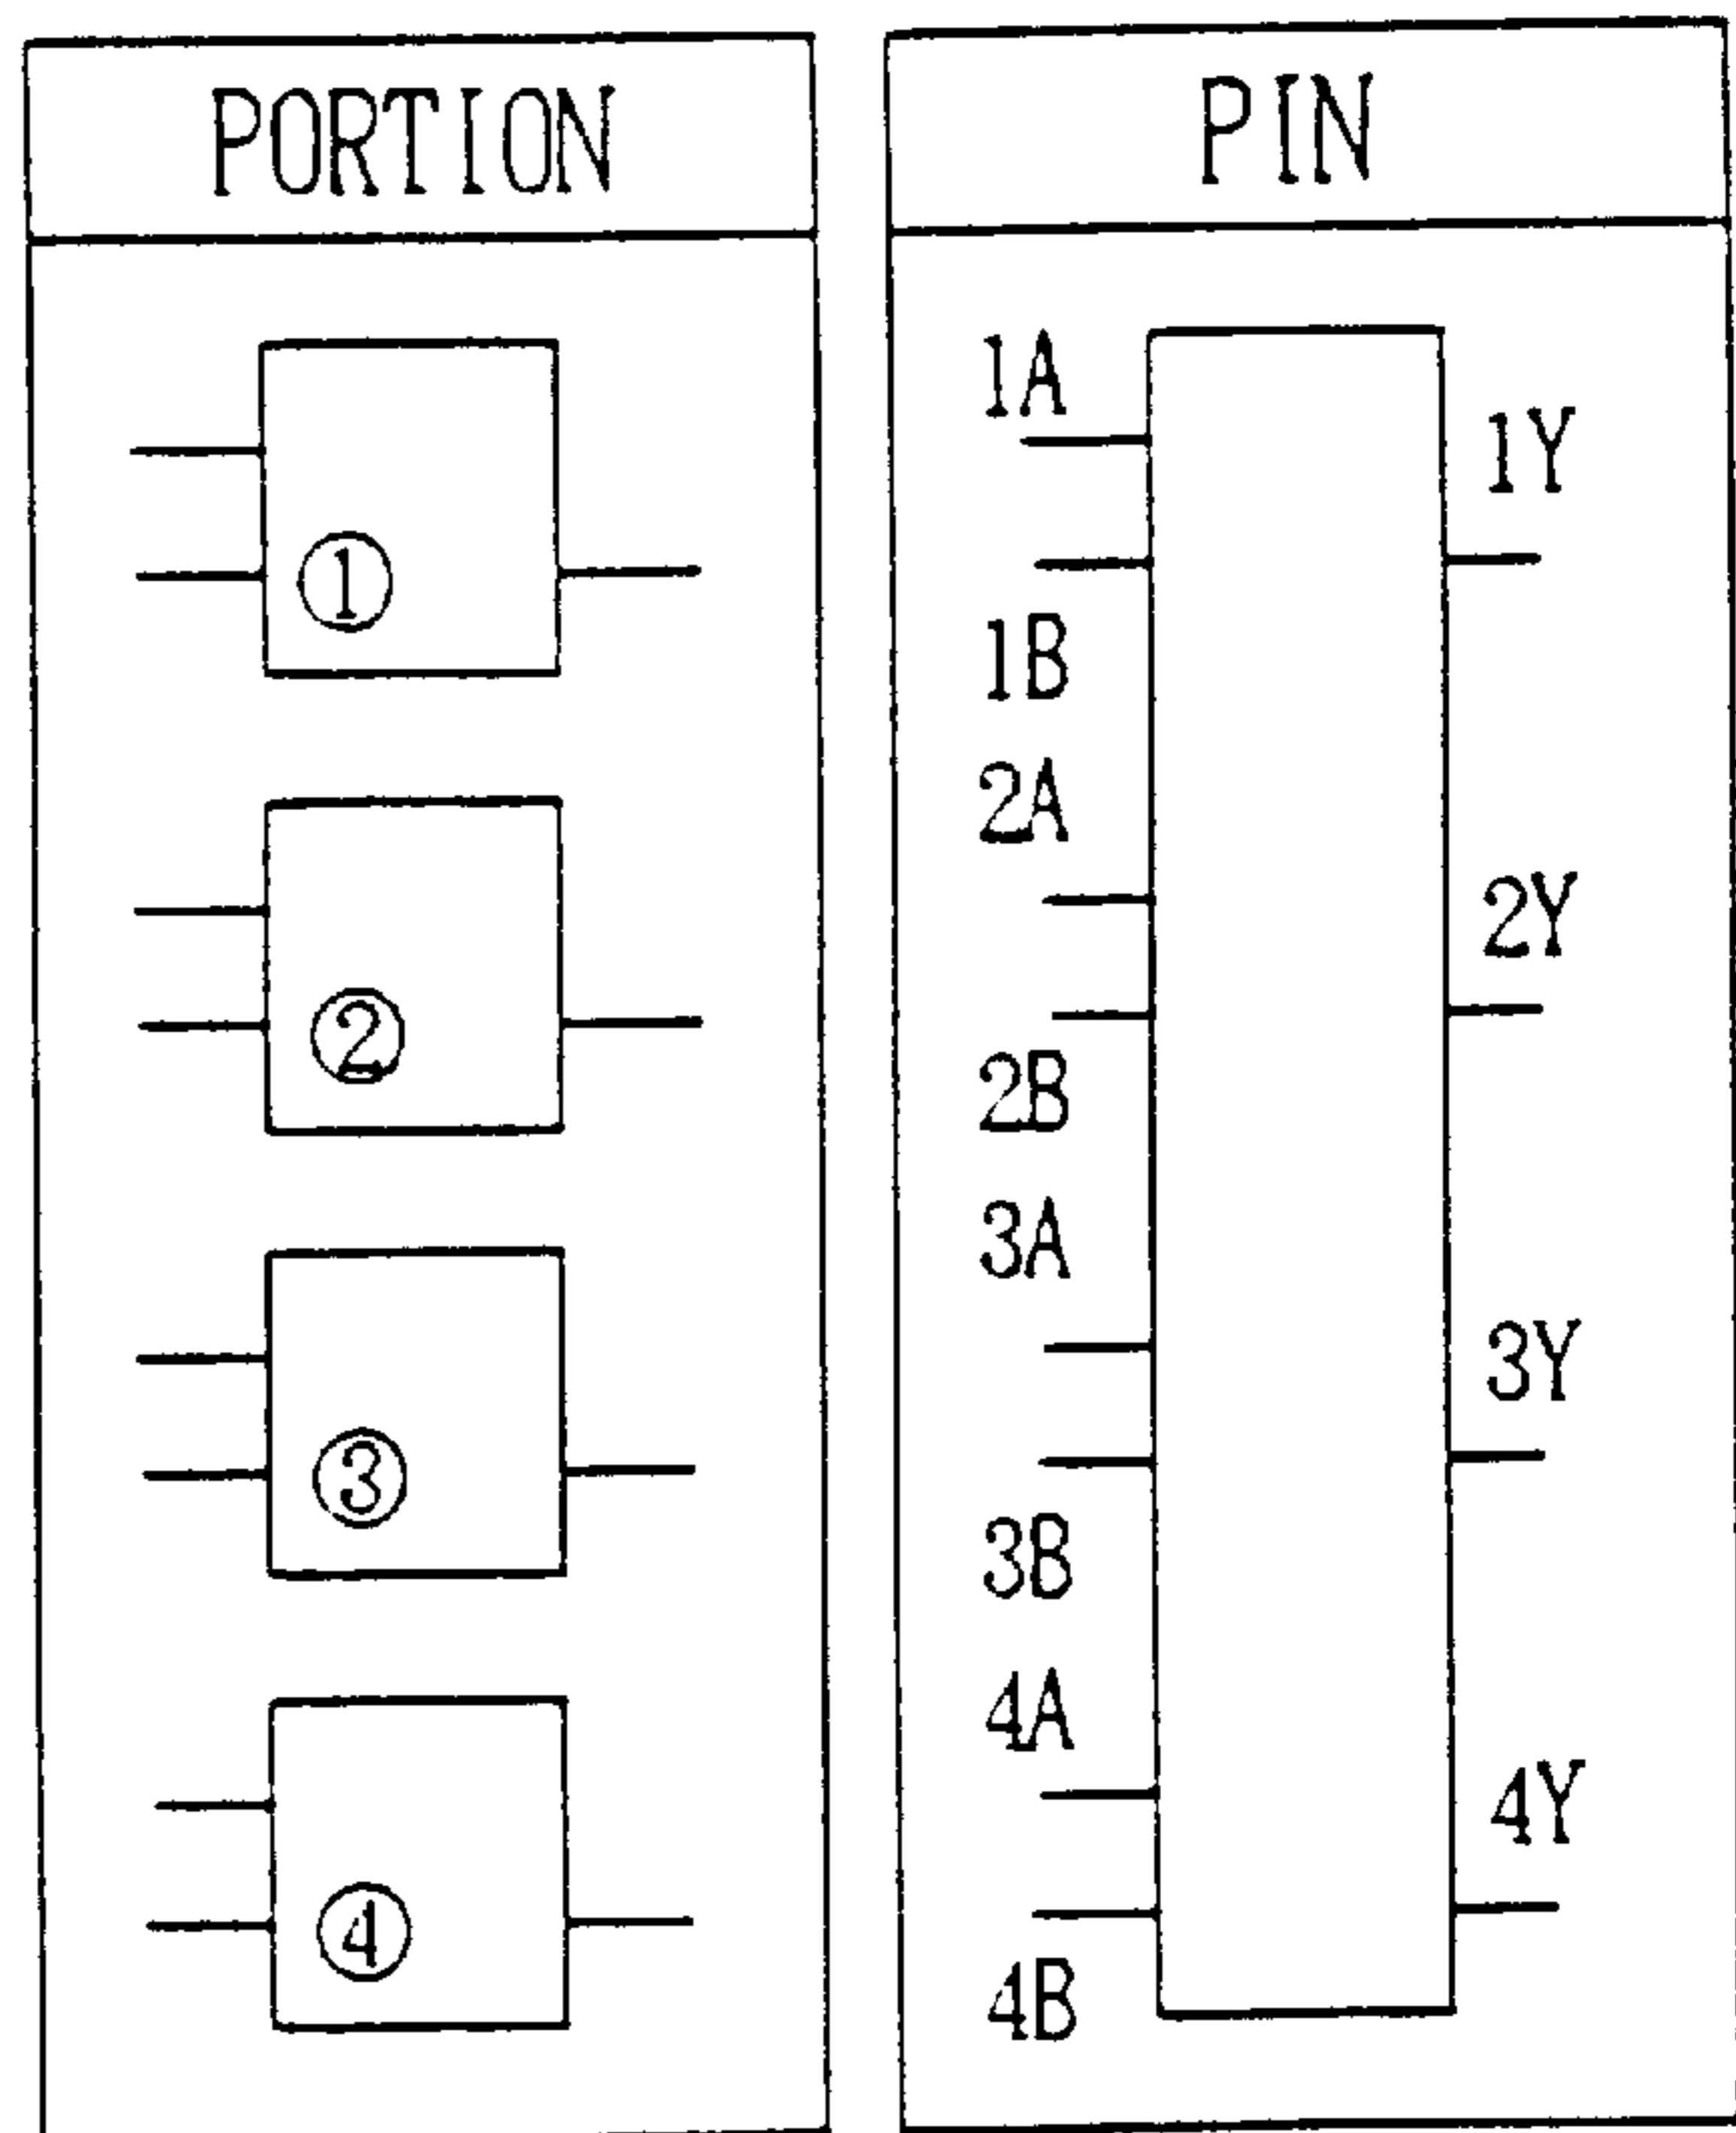 PORTION
①
②
③
④
PIN
1A
1Y
1B
2A
2Y
2B
3A
3Y
3B
4A
4Y
4B